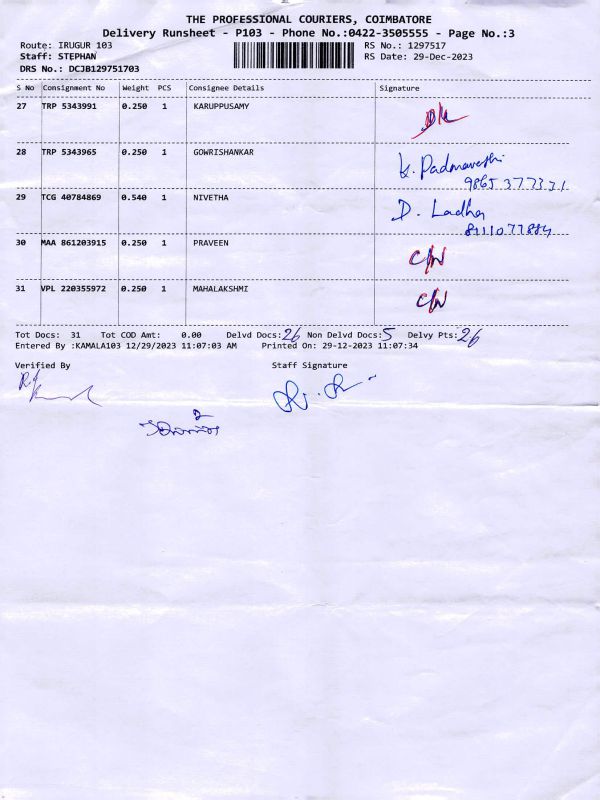 THE PROFESSIONAL COURIERS, COIMBATORE
Delivery Runsheet - P103 - Phone No.:0422-3505555 - Page No.:3
Route: IRUGUR 103 RS No.: 1297517
Staff: STEPHAN RS Date: 29-Dec-2023
DRS No.: DCJB129751703
S No Consignment No Weight PCS Consignee Details Signature
27 TRP 5343991 0.250 1 KARUPPUSAMY
28 TRP 5343965 0.250 1 GOWRISHANKAR K. Padmavathi
9865377331
29 TCG 40784869 0.540 1 NIVETHA D. Ladha
8111077884
30 MAA 861203915 0.250 1 PRAVEEN C/N
31 VPL 220355972 0.250 1 MAHALAKSHMI C/N
Tot Docs: 31 Tot COD Amt: 0.00 Delvd Docs:26 Non Delvd Docs:5 Delvy Pts:26
Entered By :KAMALA103 12/29/2023 11:07:03 AM Printed On: 29-12-2023 11:07:34
Verified By Staff Signature